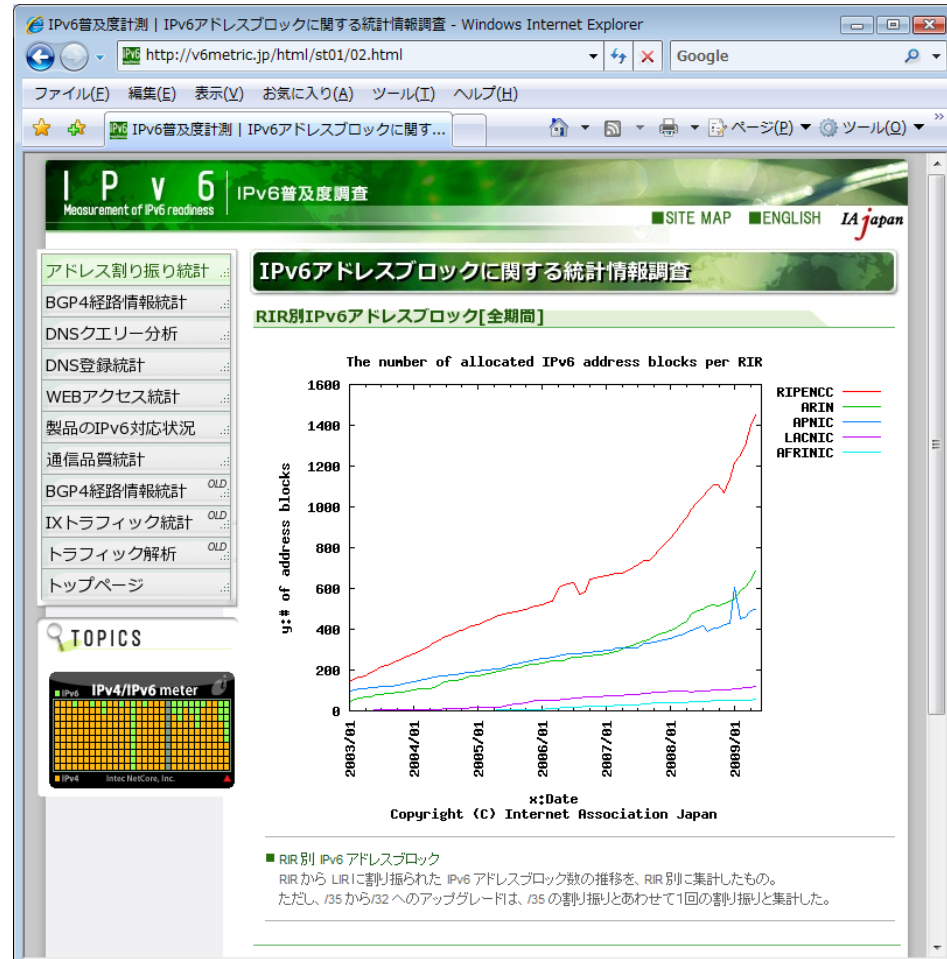 IPv6普及度計測 | IPv6アドレスブロックに関する統計情報調査 - Windows Internet Explorer
http://v6metric.jp/html/st01/02.html
Google
ファイル(F) 編集(E) 表示(V) お気に入り(A) ツール(T) ヘルプ(H)
IPv6普及度計測 | IPv6アドレスブロックに関す...
ページ(P) ツール(O) »
IPv6
Measurement of IPv6 readiness
IPv6普及度調査
■SITE MAP ■ENGLISH IAjapan
アドレス割り振り統計
BGP4経路情報統計
DNSクエリー分析
DNS登録統計
WEBアクセス統計
製品のIPv6対応状況
通信品質統計
BGP4経路情報統計 OLD
IXトラフィック統計 OLD
トラフィック解析 OLD
トップページ
TOPICS
IPv6 IPv4/IPv6 meter
IPv4 Intec NetCore, Inc.
IPv6アドレスブロックに関する統計情報調査
RIR別IPv6アドレスブロック[全期間]
The number of allocated IPv6 address blocks per RIR
RIPENCC
ARIN
APNIC
LACNIC
AFRINIC
y:# of address blocks
1600
1400
1200
1000
800
600
400
200
0
2003/01
2004/01
2005/01
2006/01
2007/01
2008/01
2009/01
x:Date
Copyright (C) Internet Association Japan
■ RIR 別 IPv6 アドレスブロック
RIR から LIR に割り振られた IPv6 アドレスブロック数の推移を、RIR 別に集計したもの。
ただし、/35 から/32 へのアップグレードは、/35 の割り振りとあわせて1回の割り振りと集計した。